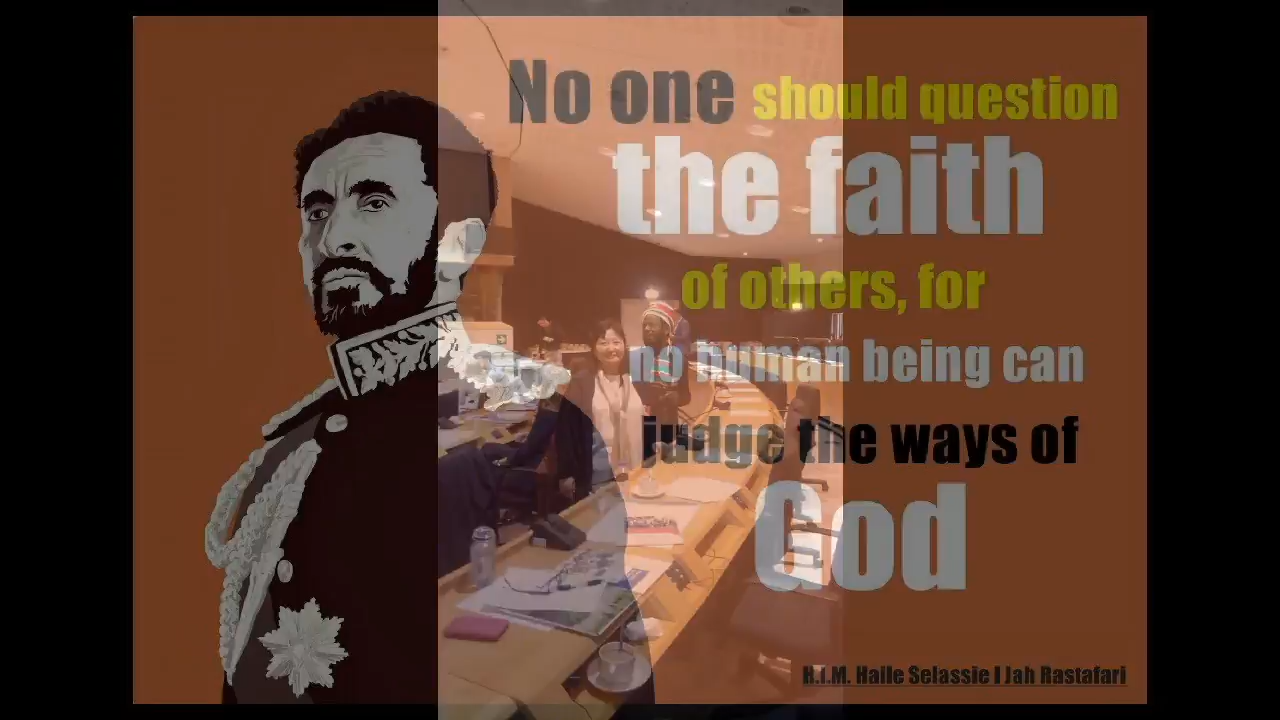 No one should question
the faith
of others, for
no human being can
judge the ways of
God
H.I.M. Haile Selassie I Jah Rastafari